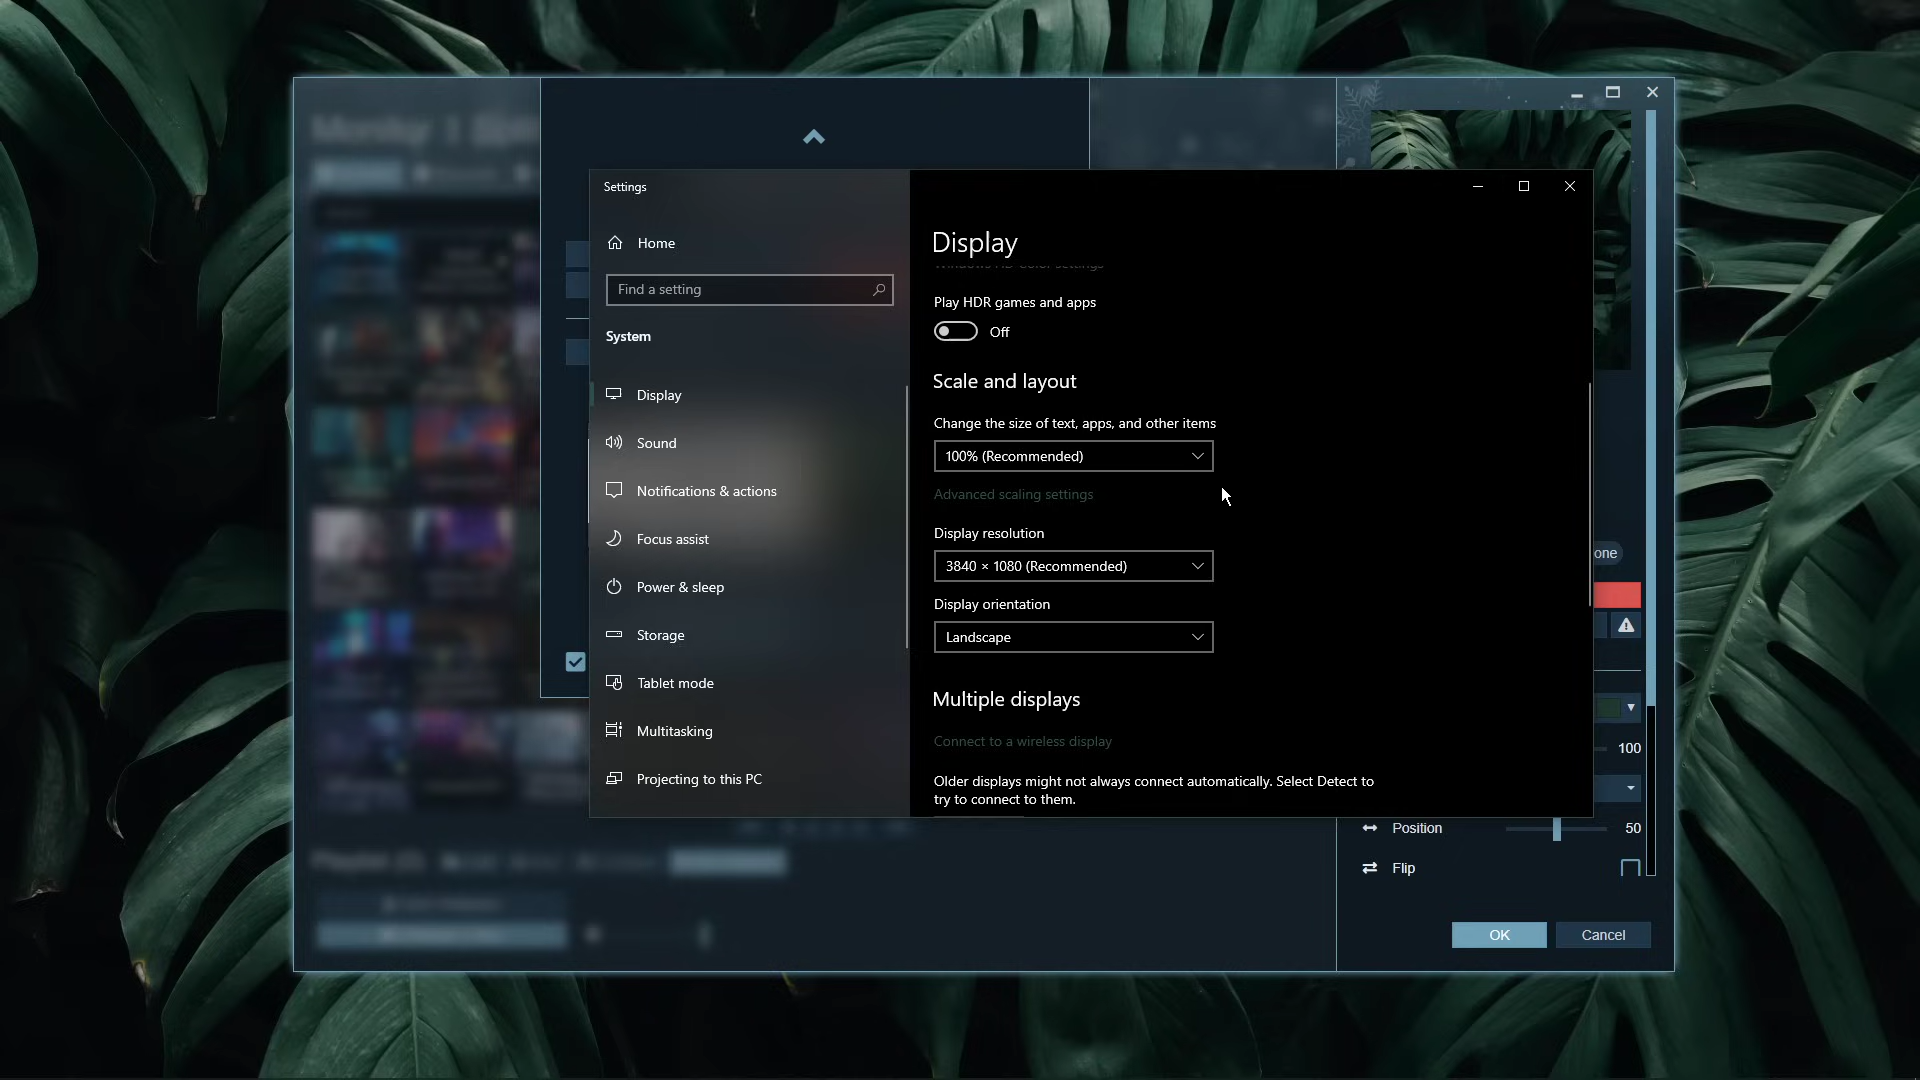 Settings
Home
Find a setting
System
Display
Sound
Notifications & actions
Focus assist
Power & sleep
Storage
Tablet mode
Multitasking
Projecting to this PC
Display
Play HDR games and apps
Off
Scale and layout
Change the size of text, apps, and other items
100% (Recommended)
Advanced scaling settings
Display resolution
3840 × 1080 (Recommended)
Display orientation
Landscape
Multiple displays
Connect to a wireless display
Older displays might not always connect automatically. Select Detect to
try to connect to them.
one
100
Position 50
Flip
OK Cancel